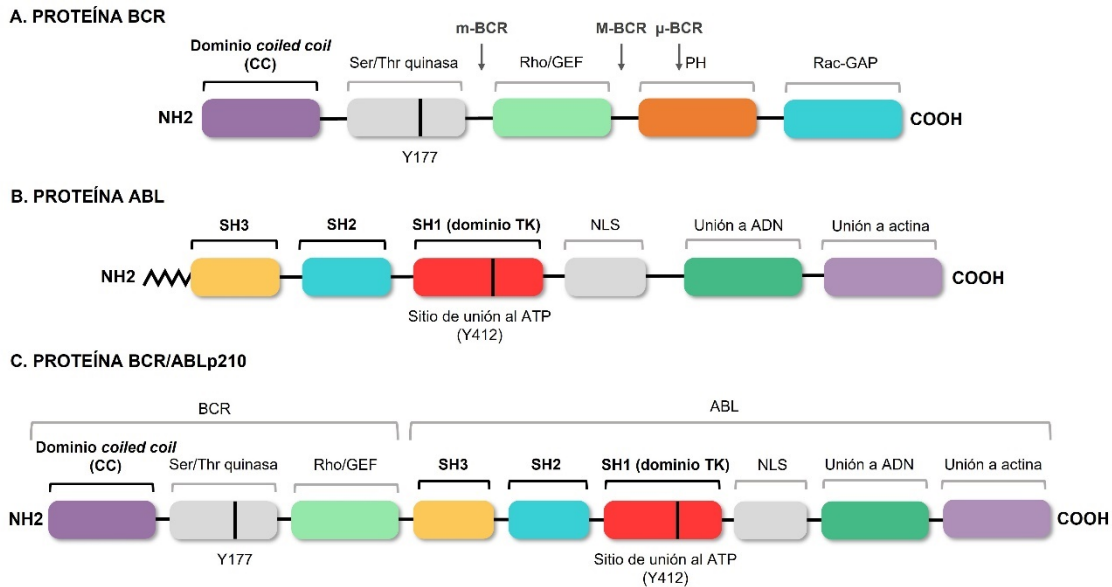 A. PROTEÍNA BCR
m-BCR
M-BCR
µ-BCR
Dominio coiled coil
(CC)
Ser/Thr quinasa
Rho/GEF
PH
Rac-GAP
NH2
COOH
Y177
B. PROTEÍNA ABL
SH3
SH2
SH1 (dominio TK)
NLS
Unión a ADN
Unión a actina
NH2
COOH
Sitio de unión al ATP
(Y412)
C. PROTEÍNA BCR/ABLp210
BCR
ABL
Dominio coiled coil
(CC)
Ser/Thr quinasa
Rho/GEF
SH3
SH2
SH1 (dominio TK)
NLS
Unión a ADN
Unión a actina
NH2
COOH
Y177
Sitio de unión al ATP
(Y412)